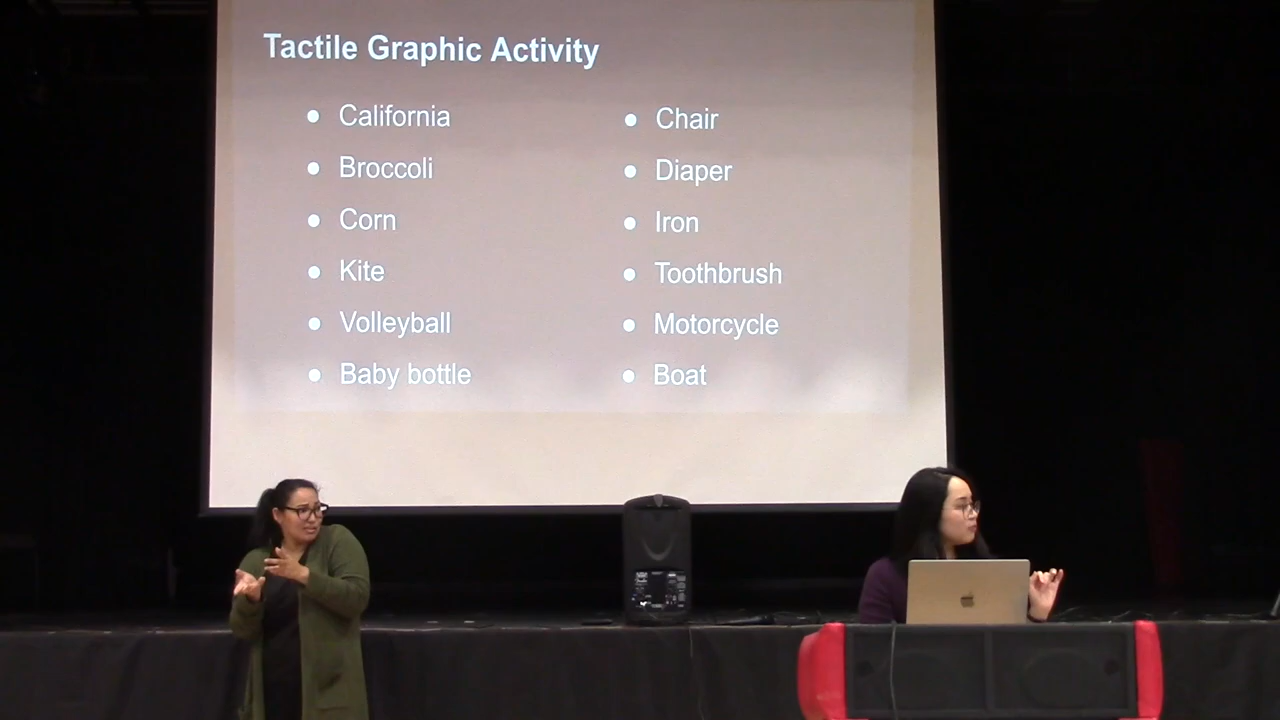 Tactile Graphic Activity
● California
● Broccoli
● Corn
● Kite
● Volleyball
● Baby bottle
● Chair
● Diaper
● Iron
● Toothbrush
● Motorcycle
● Boat